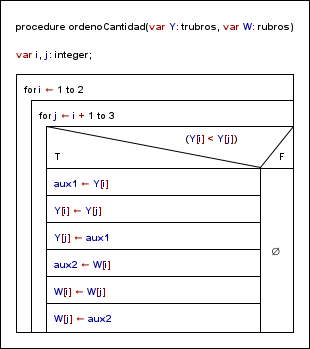 procedure ordenoCantidad(var Y: trubros, var W: rubros)
var i, j: integer;
for i ← 1 to 2
for j ← i + 1 to 3
(Y[i] < Y[j])
T F
aux1 ← Y[i]
Y[i] ← Y[j]
Y[j] ← aux1
aux2 ← W[i]
∅
W[i] ← W[j]
W[j] ← aux2